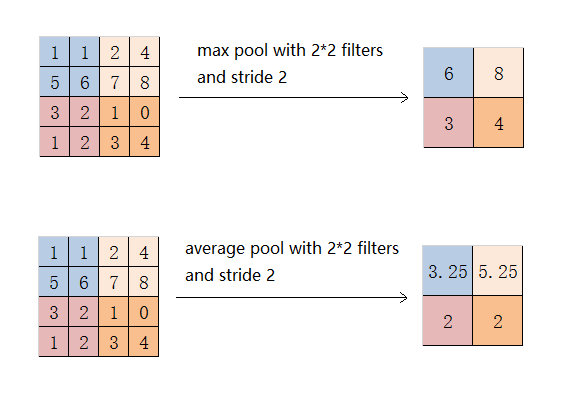 1 1 2 4
5 6 7 8
3 2 1 0
1 2 3 4
max pool with 2*2 filters
and stride 2
6 8
3 4
1 1 2 4
5 6 7 8
3 2 1 0
1 2 3 4
average pool with 2*2 filters
and stride 2
3.25 5.25
2 2